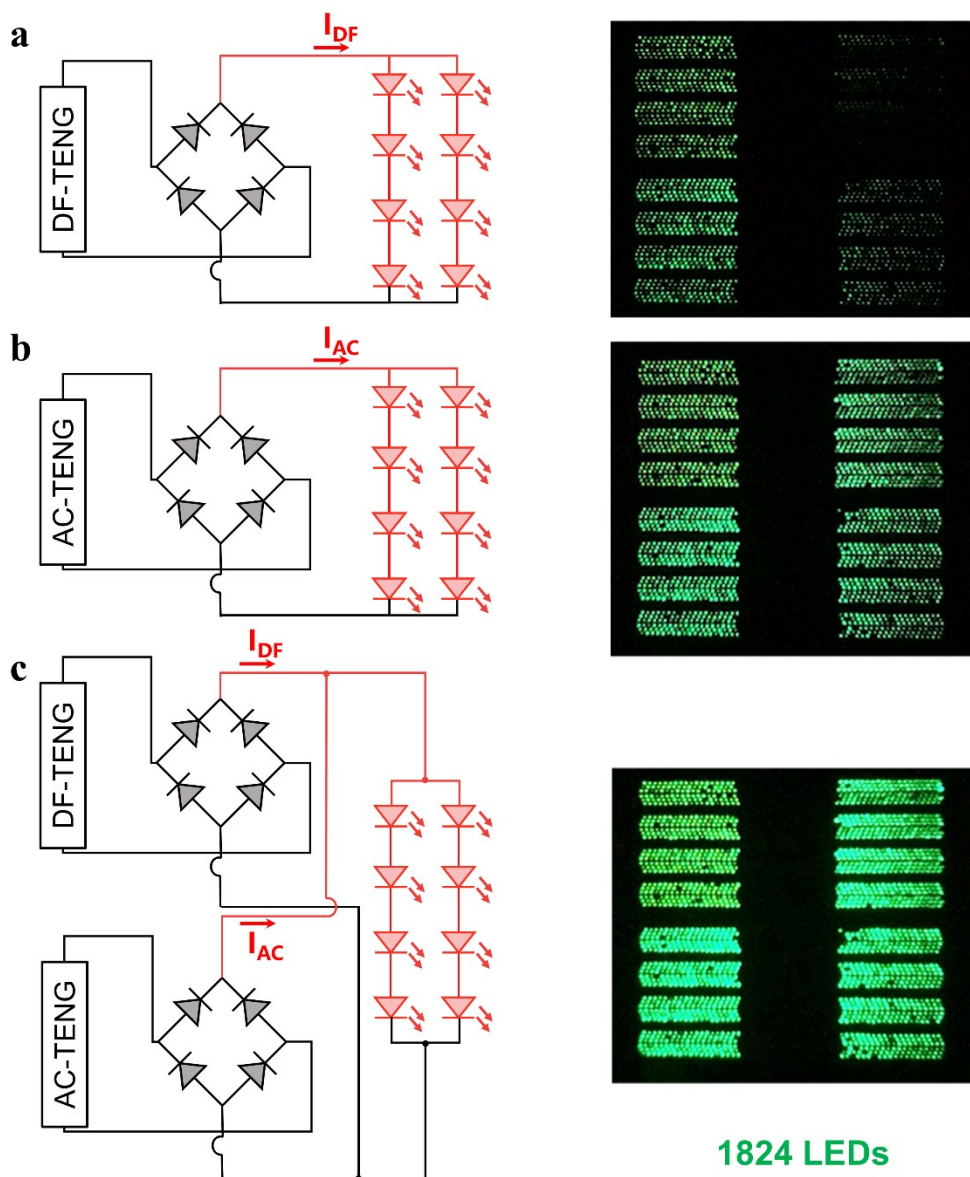 a
I_DF
DF-TENG
b
I_AC
AC-TENG
c
I_DF
DF-TENG
I_AC
AC-TENG
1824 LEDs